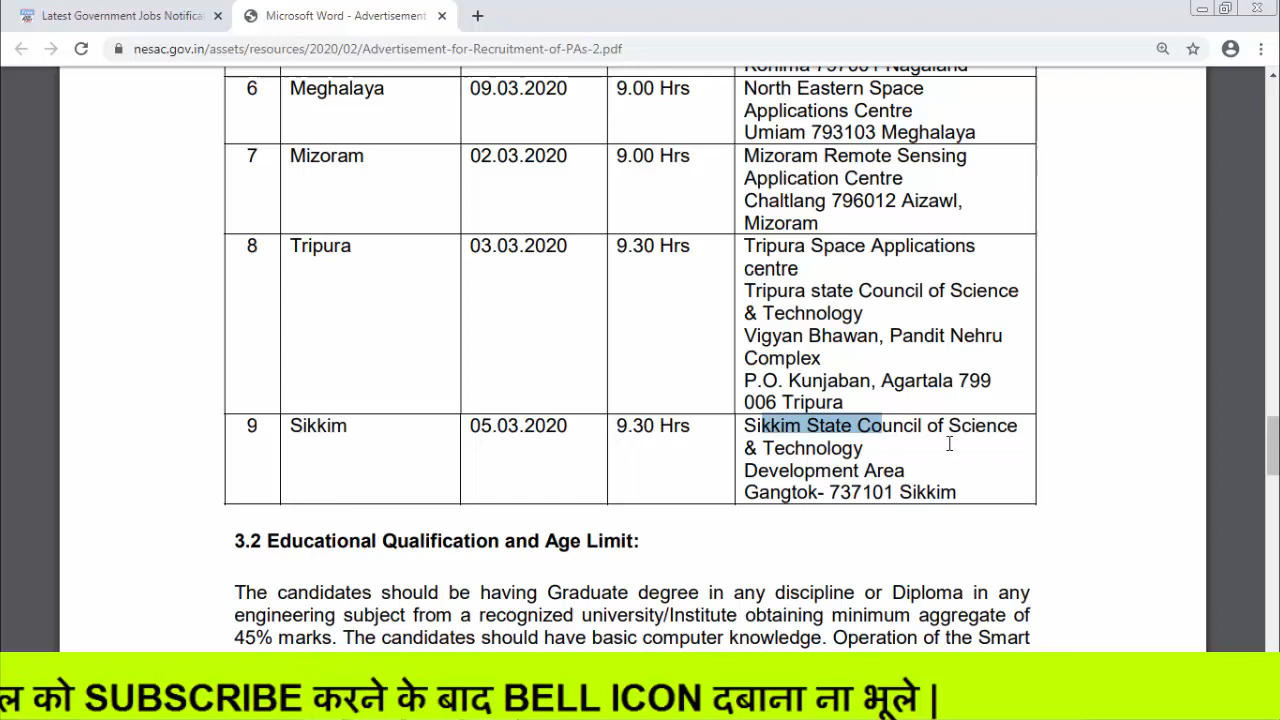 Latest Government Jobs Notifica
Microsoft Word - Advertisement
nesac.gov.in/assets/resources/2020/02/Advertisement-for-Recruitment-of-PAs-2.pdf
Kohima 797001 Nagaland
6 Meghalaya 09.03.2020 9.00 Hrs North Eastern Space
Applications Centre
Umiam 793103 Meghalaya
7 Mizoram 02.03.2020 9.00 Hrs Mizoram Remote Sensing
Application Centre
Chaltlang 796012 Aizawl,
Mizoram
8 Tripura 03.03.2020 9.30 Hrs Tripura Space Applications
centre
Tripura state Council of Science
& Technology
Vigyan Bhawan, Pandit Nehru
Complex
P.O. Kunjaban, Agartala 799
006 Tripura
9 Sikkim 05.03.2020 9.30 Hrs Sikkim State Council of Science
& Technology
Development Area
Gangtok- 737101 Sikkim
3.2 Educational Qualification and Age Limit:
The candidates should be having Graduate degree in any discipline or Diploma in any
engineering subject from a recognized university/Institute obtaining minimum aggregate of
45% marks. The candidates should have basic computer knowledge. Operation of the Smart
ल को SUBSCRIBE करने के बाद BELL ICON दबाना ना भूले |